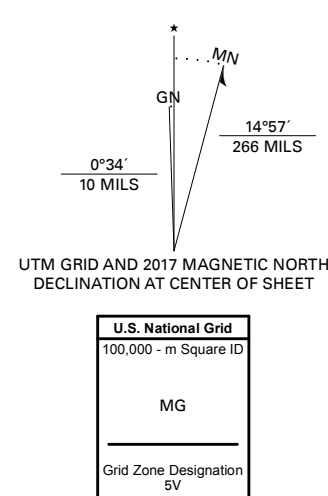 ★
MN
GN
14°57´
266 MILS
0°34´
10 MILS
UTM GRID AND 2017 MAGNETIC NORTH
DECLINATION AT CENTER OF SHEET
U.S. National Grid
100,000 - m Square ID
MG
Grid Zone Designation
5V